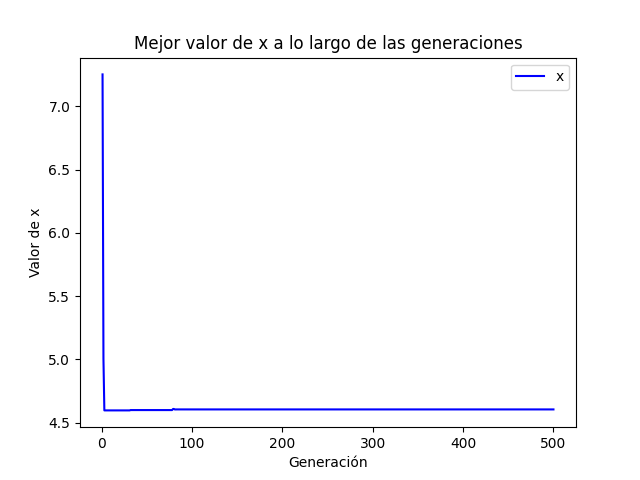 Mejor valor de x a lo largo de las generaciones
x
7.0
6.5
6.0
5.5
5.0
4.5
Valor de x
0 100 200 300 400 500
Generación